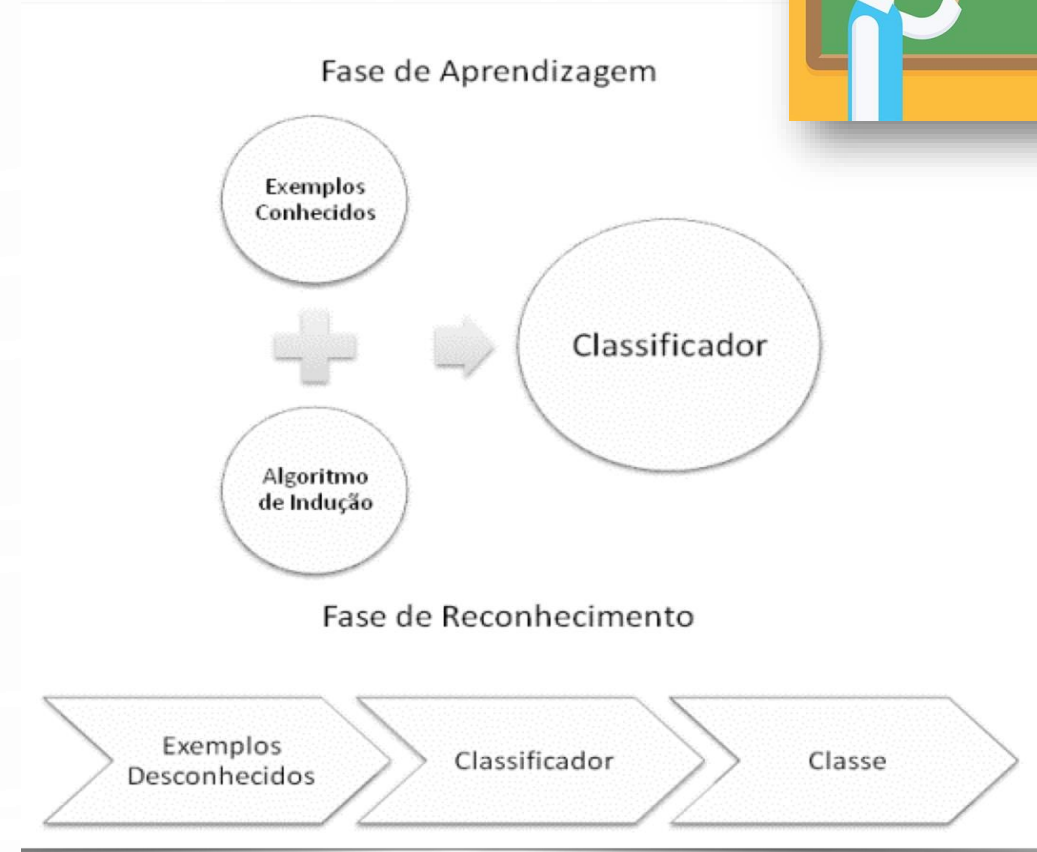 Fase de Aprendizagem
Exemplos
Conhecidos
Algoritmo
de Indução
Classificador
Fase de Reconhecimento
Exemplos
Desconhecidos
Classificador
Classe